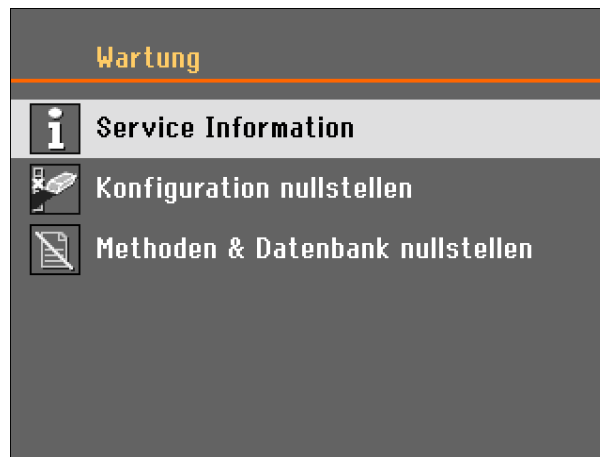 Wartung
Service Information
Konfiguration nullstellen
Methoden & Datenbank nullstellen